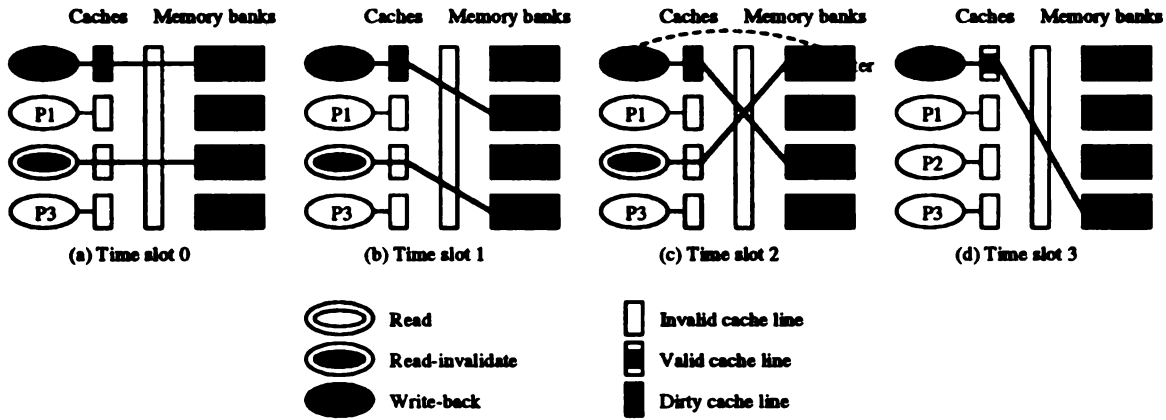 Caches Memory banks Caches Memory banks Caches Memory banks Caches Memory banks
P1 P1 P1 P1
P2
P3 P3 P3 P3
(a) Time slot 0 (b) Time slot 1 (c) Time slot 2 (d) Time slot 3
Read Invalid cache line
Read-invalidate Valid cache line
Write-back Dirty cache line